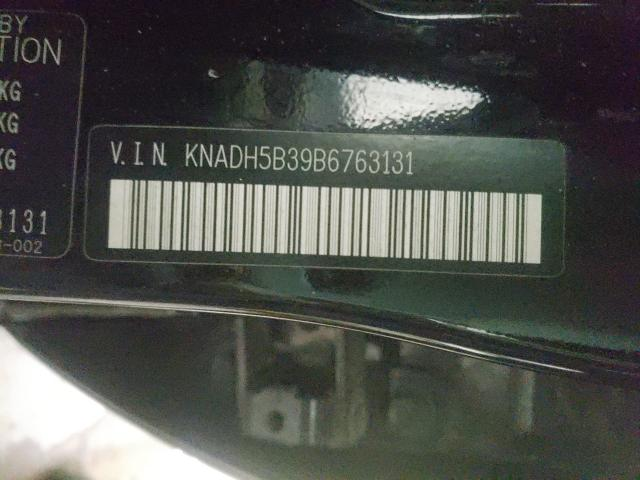 BY
TION
KG
KG
KG
V.I.N. KNADH5B39B6763131
3131
-002